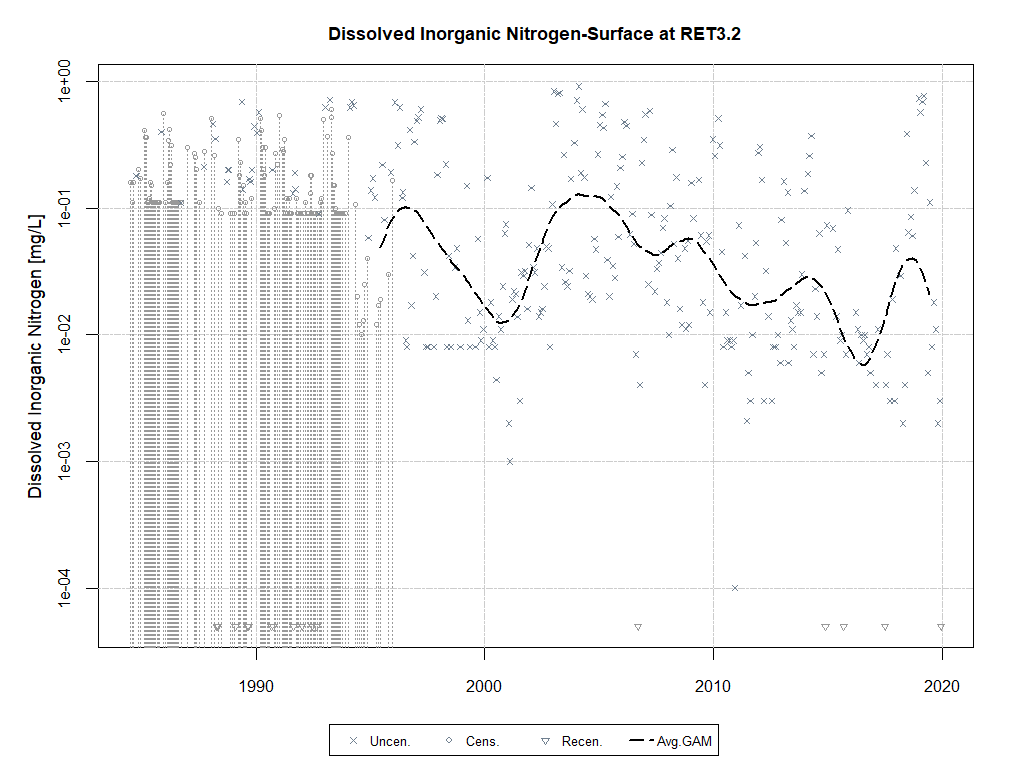 Dissolved Inorganic Nitrogen-Surface at RET3.2
Dissolved Inorganic Nitrogen [mg/L]
1e+00
1e-01
1e-02
1e-03
1e-04
1990 2000 2010 2020
Uncen. Cens. Recen. Avg.GAM